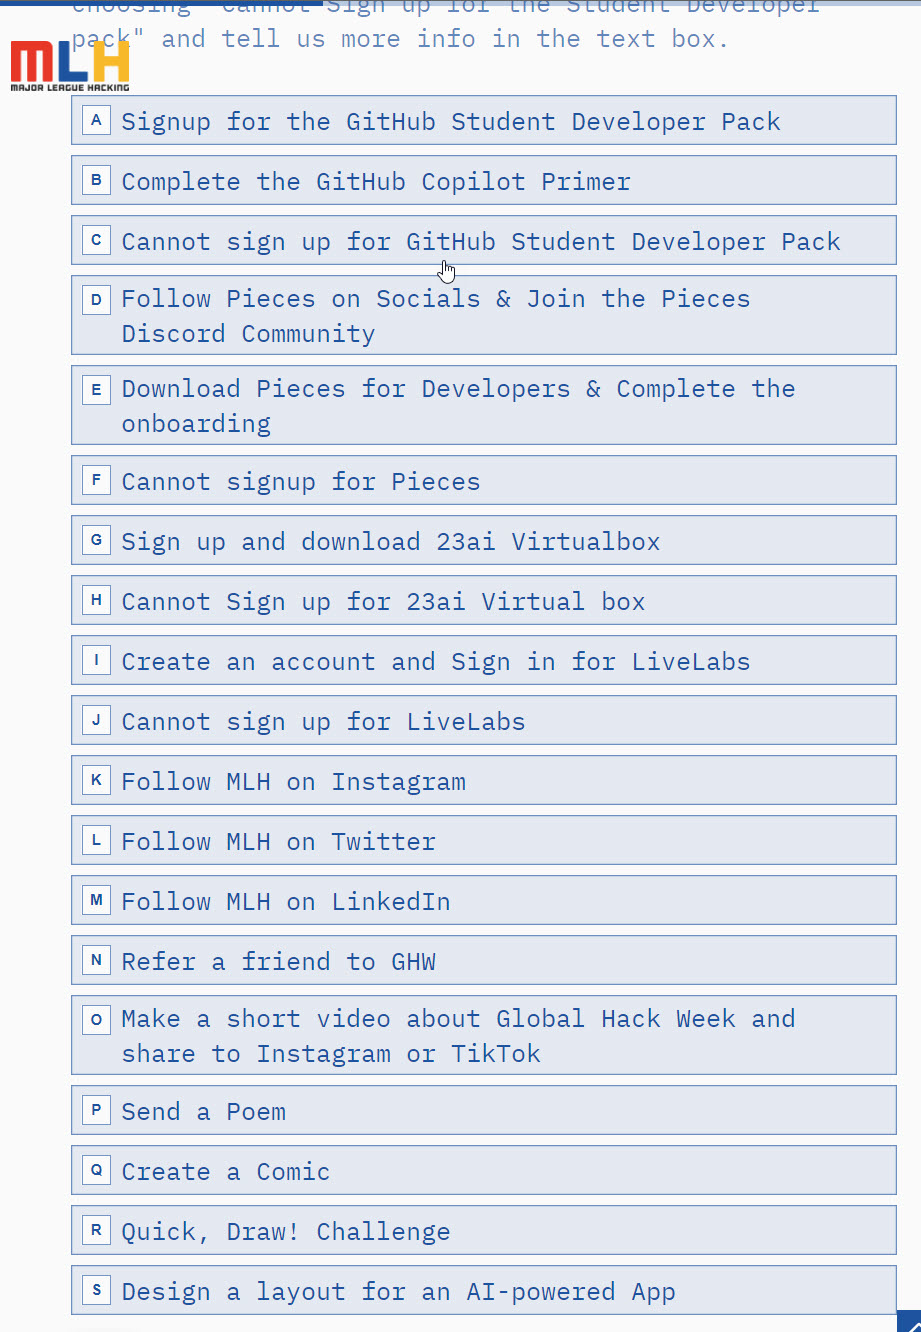 choosing "Cannot Sign up for the Student Developer
pack" and tell us more info in the text box.
MLH
MAJOR LEAGUE HACKING
A Signup for the GitHub Student Developer Pack
B Complete the GitHub Copilot Primer
C Cannot sign up for GitHub Student Developer Pack
D Follow Pieces on Socials & Join the Pieces
Discord Community
E Download Pieces for Developers & Complete the
onboarding
F Cannot signup for Pieces
G Sign up and download 23ai Virtualbox
H Cannot Sign up for 23ai Virtual box
I Create an account and Sign in for LiveLabs
J Cannot sign up for LiveLabs
K Follow MLH on Instagram
L Follow MLH on Twitter
M Follow MLH on LinkedIn
N Refer a friend to GHW
O Make a short video about Global Hack Week and
share to Instagram or TikTok
P Send a Poem
Q Create a Comic
R Quick, Draw! Challenge
S Design a layout for an AI-powered App